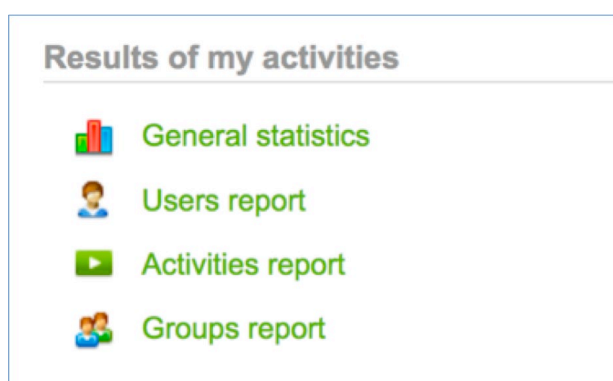 Results of my activities
General statistics
Users report
Activities report
Groups report